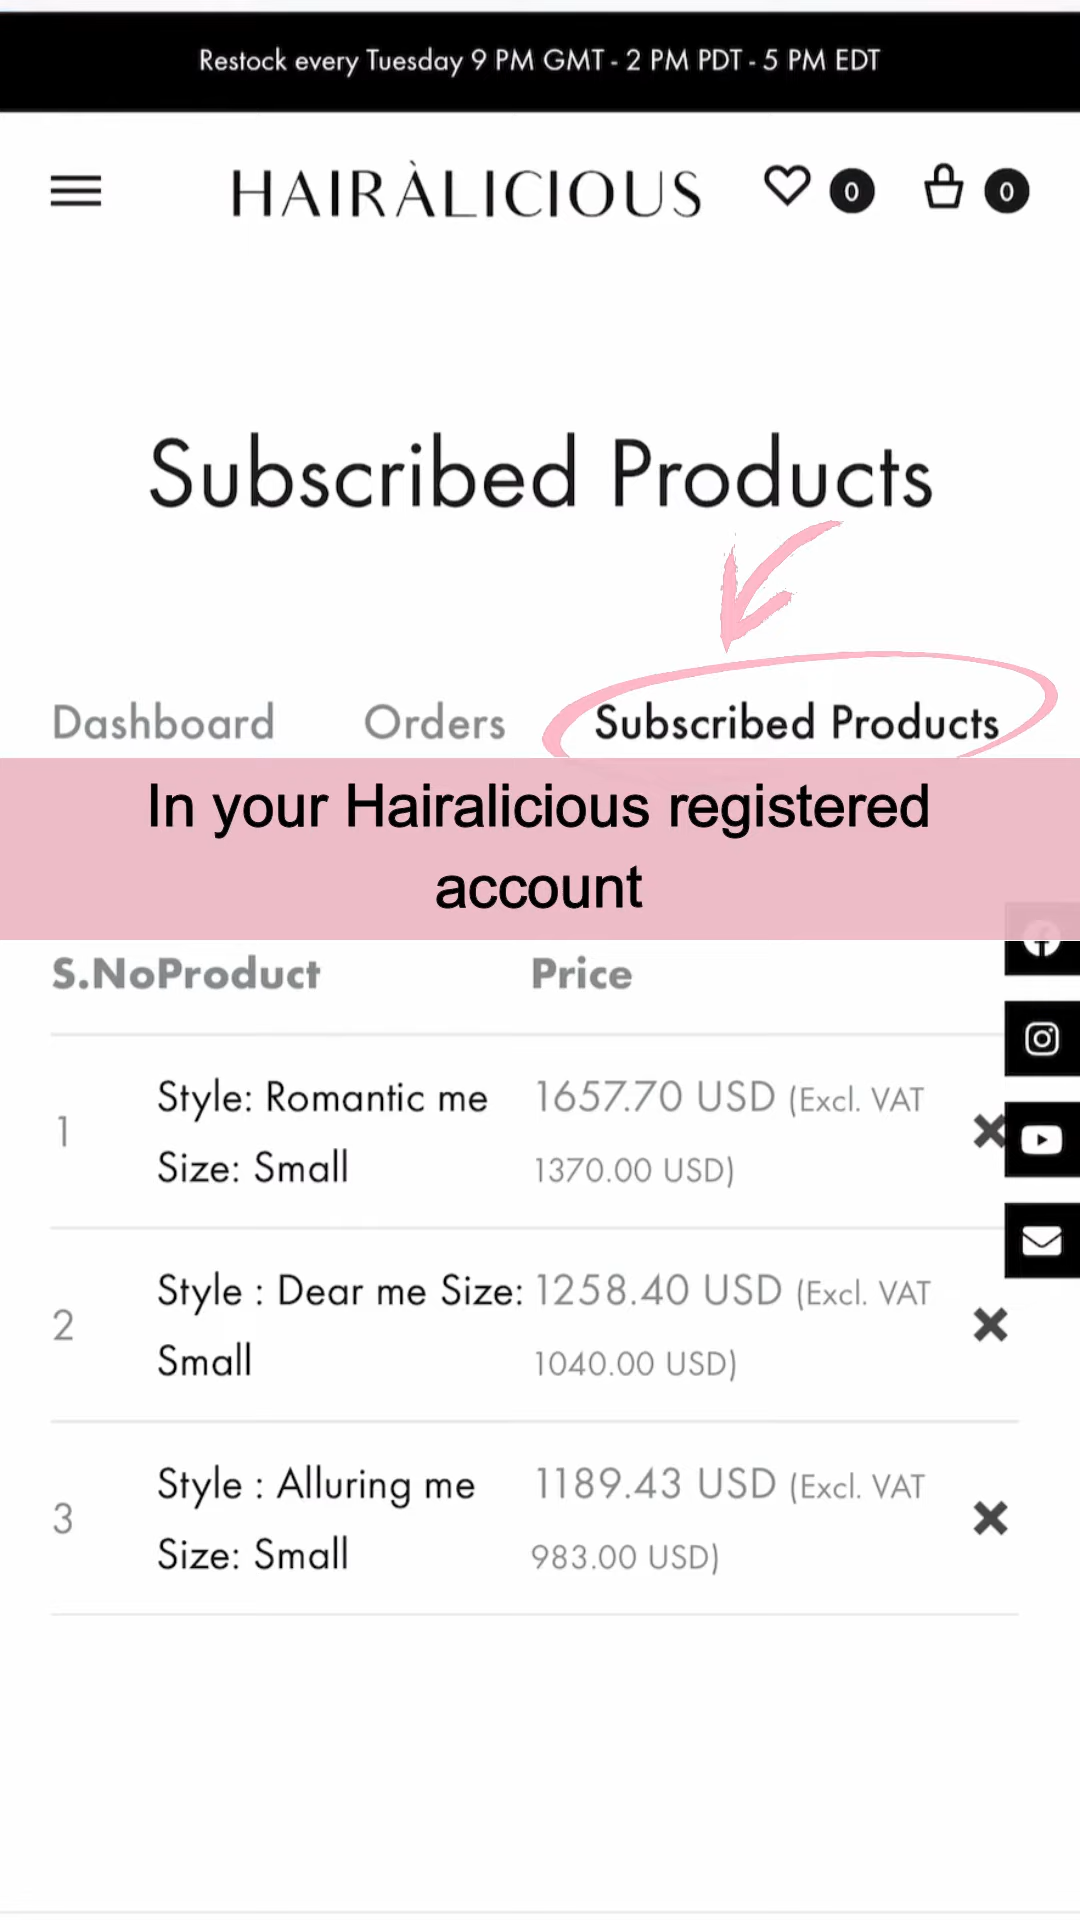 Restock every Tuesday 9 PM GMT - 2 PM PDT - 5 PM EDT
HAIRÀLICIOUS 0 0
Subscribed Products
Dashboard Orders Subscribed Products
In your Hairalicious registered
account
S.NoProduct Price
1 Style: Romantic me 1657.70 USD (Excl. VAT
Size: Small 1370.00 USD)
2 Style : Dear me Size: 1258.40 USD (Excl. VAT
Small 1040.00 USD)
3 Style : Alluring me 1189.43 USD (Excl. VAT
Size: Small 983.00 USD)